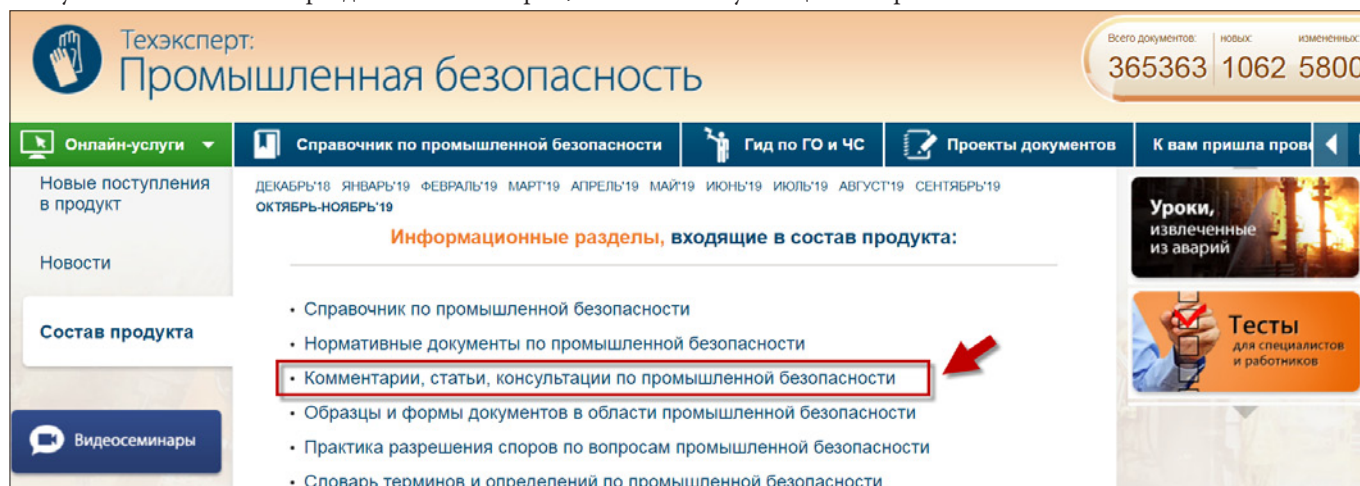 Техэксперт:
Промышленная безопасность
Всего документов: новых: измененных:
365363 1062 5800
Онлайн-услуги
Справочник по промышленной безопасности
Гид по ГО и ЧС
Проекты документов
К вам пришла
Новые поступления
в продукт
Новости
Состав продукта
Видеосеминары
ДЕКАБРЬ'18 ЯНВАРЬ'19 ФЕВРАЛЬ'19 МАРТ'19 АПРЕЛЬ'19 МАЙ'19 ИЮНЬ'19 ИЮЛЬ'19 АВГУСТ'19 СЕНТЯБРЬ'19
ОКТЯБРЬ-НОЯБРЬ'19
Информационные разделы, входящие в состав продукта:
• Справочник по промышленной безопасности
• Нормативные документы по промышленной безопасности
• Комментарии, статьи, консультации по промышленной безопасности
• Образцы и формы документов в области промышленной безопасности
• Практика разрешения споров по вопросам промышленной безопасности
• Словарь терминов и определений по промышленной безопасности
Уроки,
извлеченные
из аварий
Тесты
для специалистов
и работников